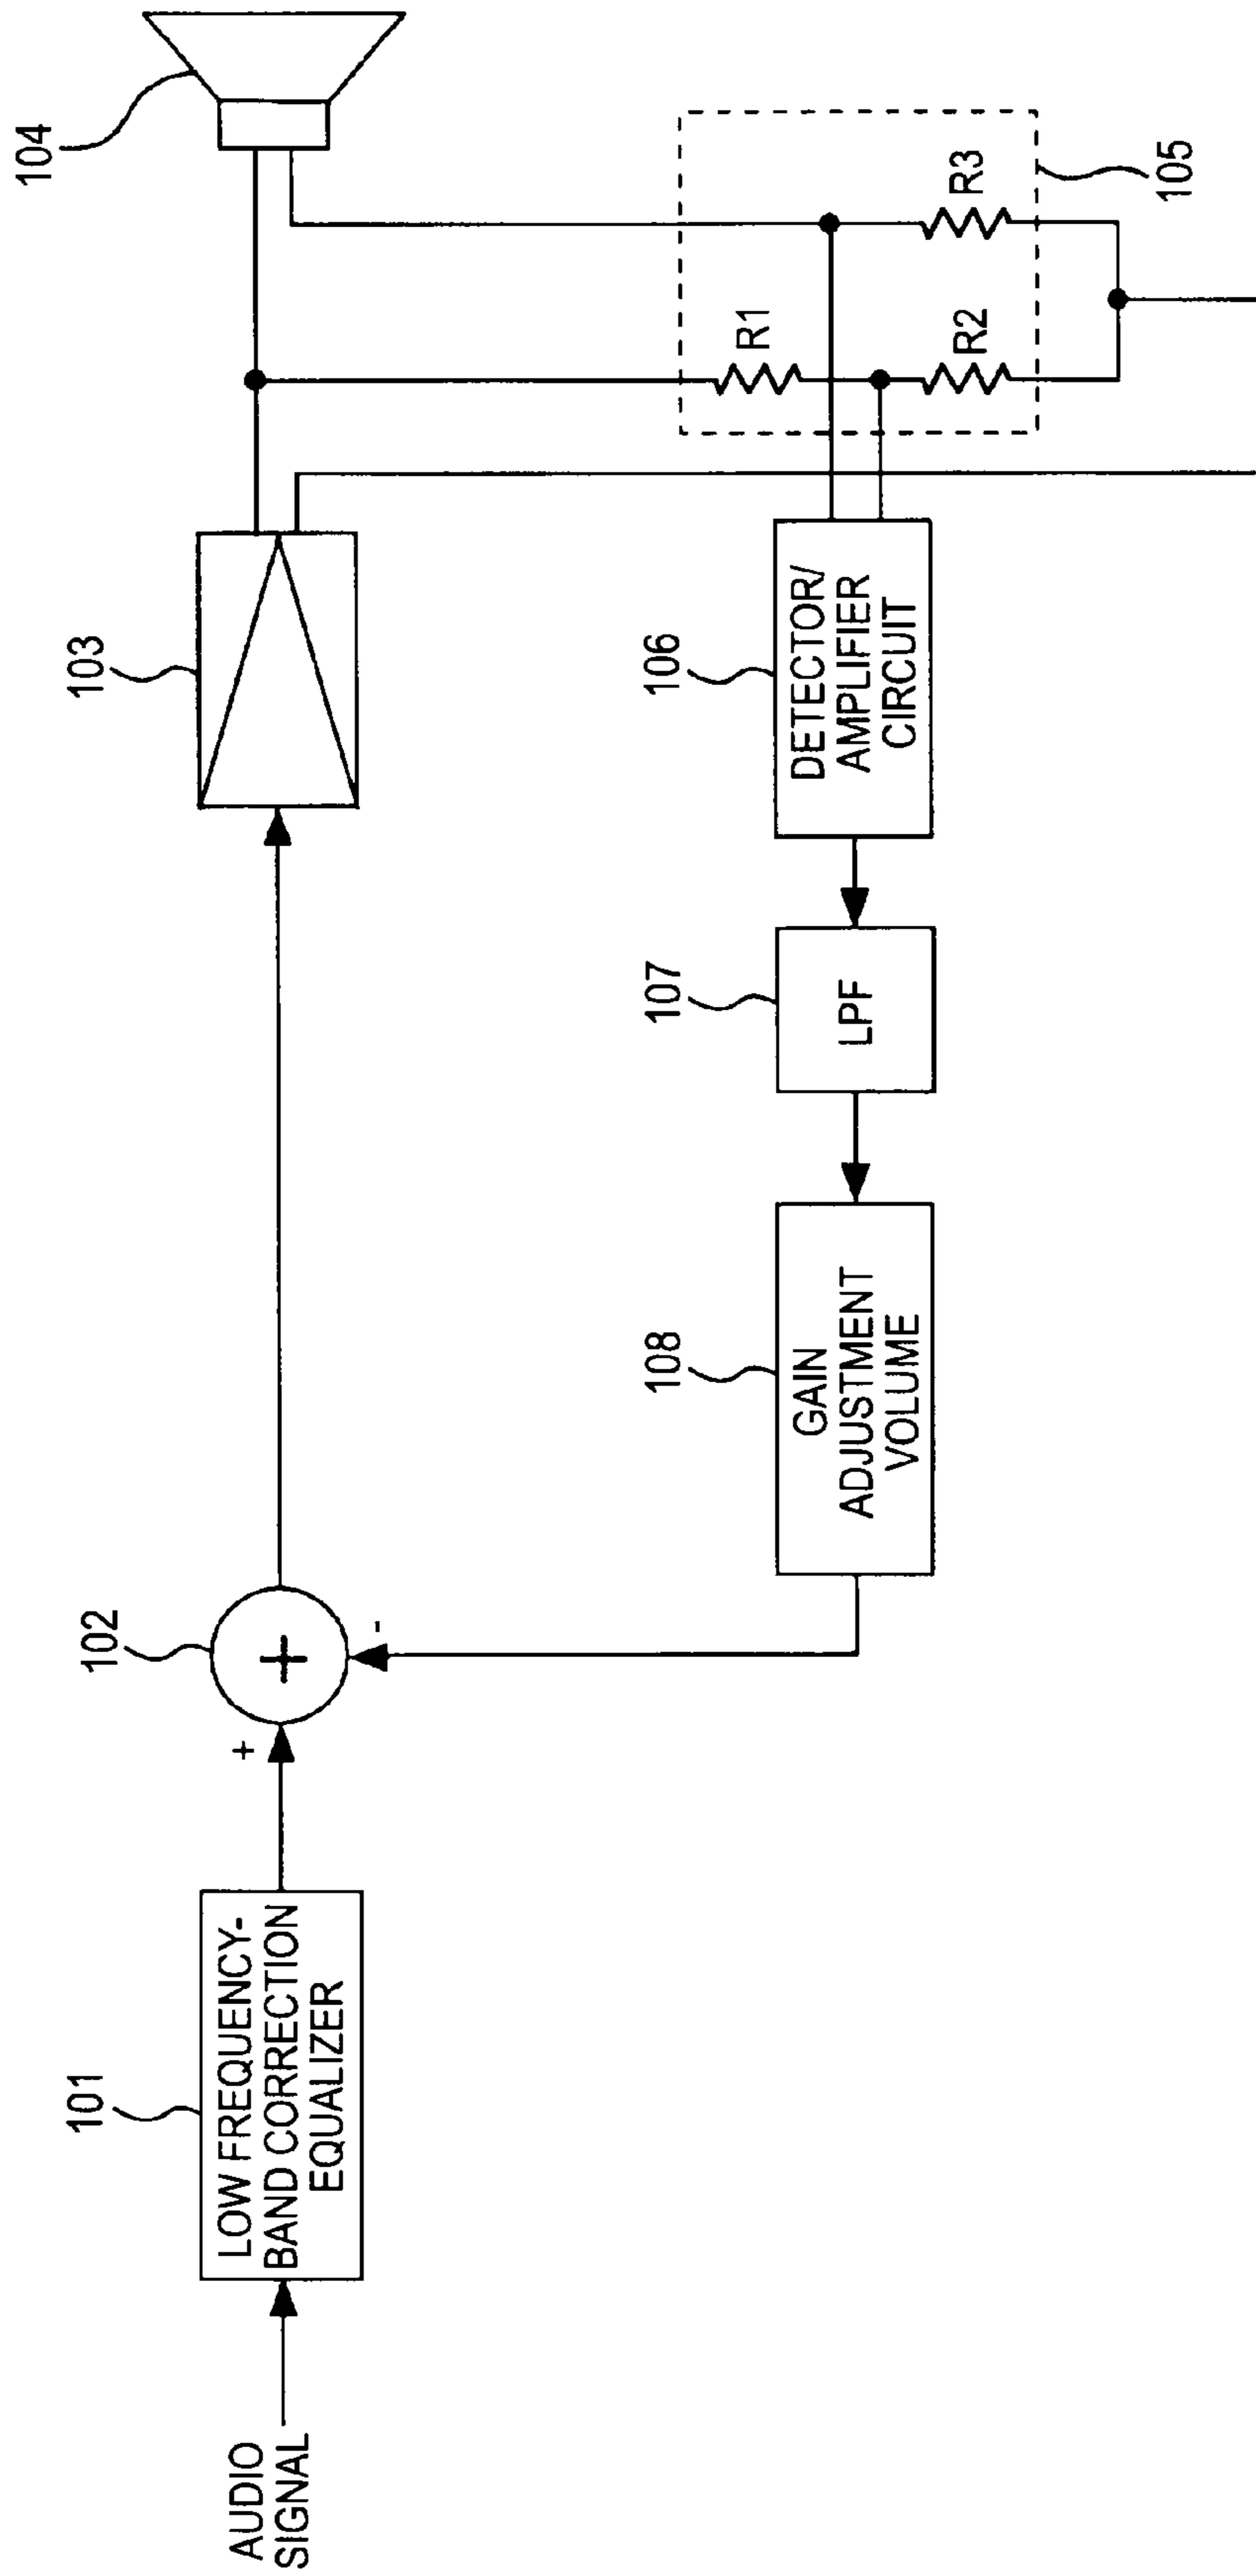 AUDIO
SIGNAL
101
LOW FREQUENCY-
BAND CORRECTION
EQUALIZER
+
102
+
-
103
104
108
GAIN
ADJUSTMENT
VOLUME
107
LPF
106
DETECTOR/
AMPLIFIER
CIRCUIT
R1
R2
R3
105